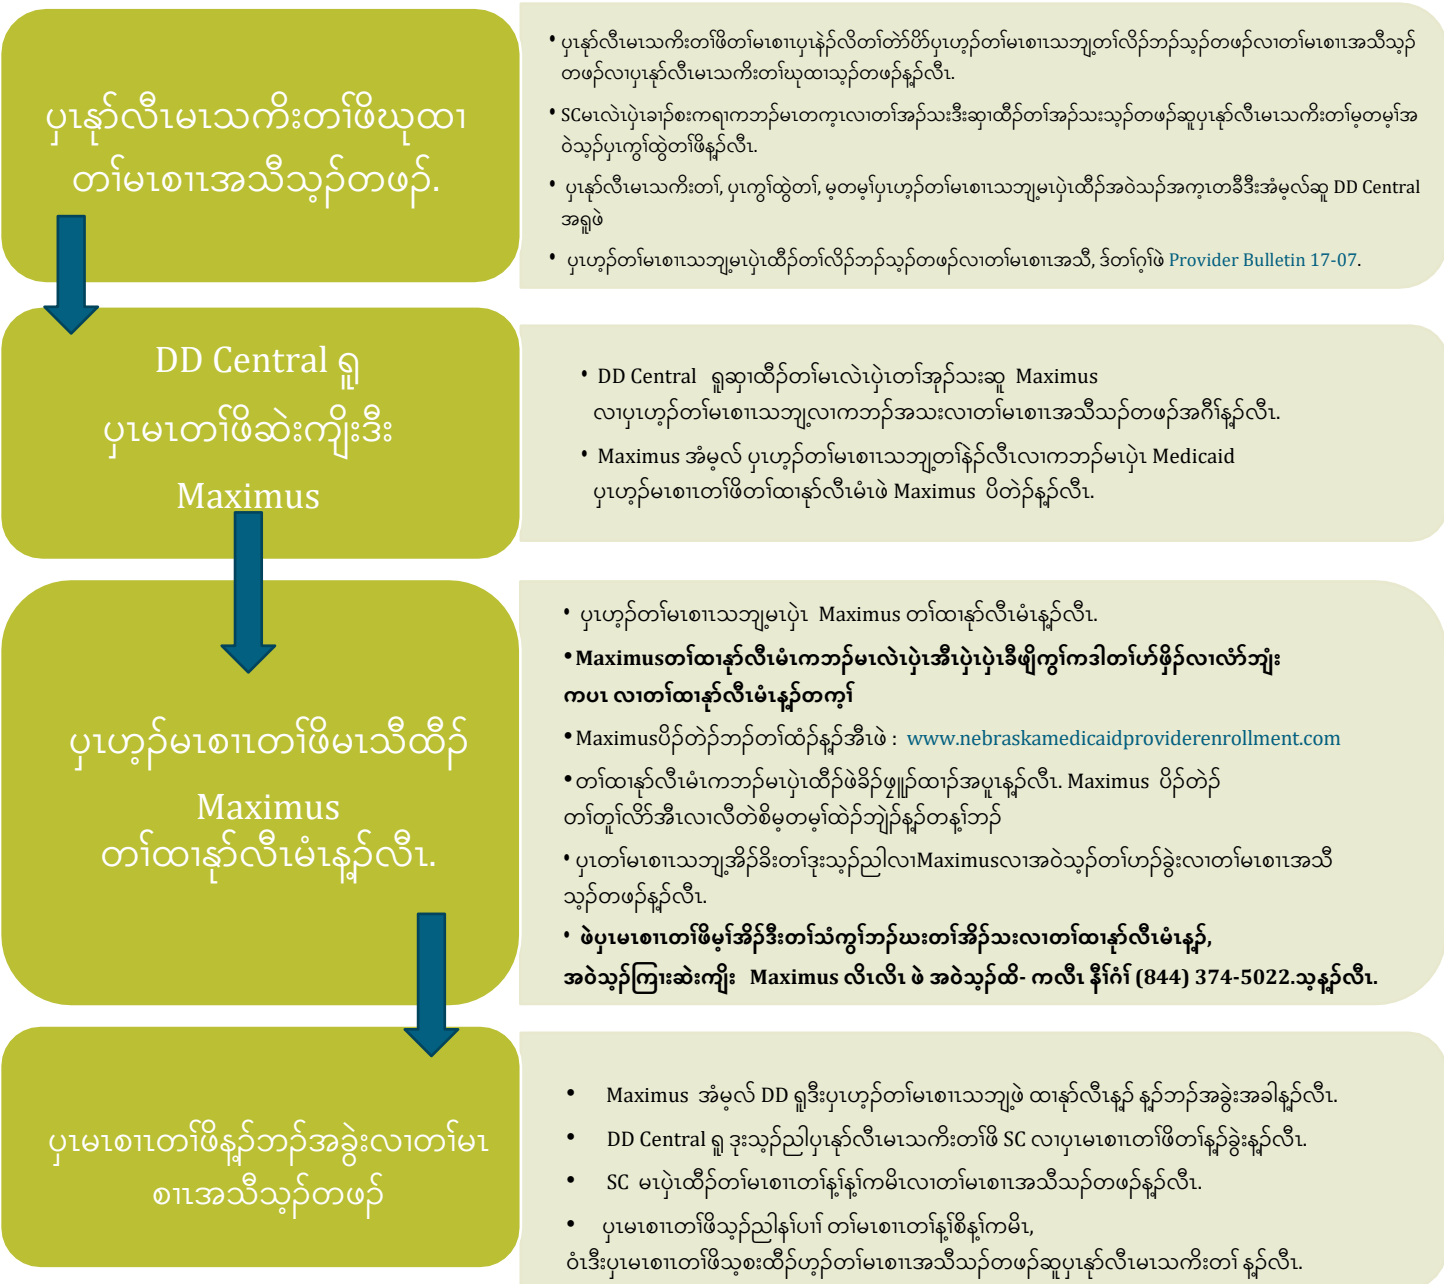 ပှၤနုာ်လီၤမၤသကိးတၢ်ဖိဃုထၢ
တၢ်မၤစၢၤအသီသ့ၣ်တဖၣ်.
• ပှၤနုာ်လီၤမၤသကိးတၢ်ဖိတၢ်မၤစၢၤပှၤနဲၣ်လိတၢ်တဲာ်ဟိာ်ပှၤဟ့ၣ်တၢ်မၤစၢၤသဘျ့တၢ်လိၣ်ဘၣ်သ့ၣ်တဖၣ်လၢတၢ်မၤစၢၤအသီသ့ၣ်
တဖၣ်လၢပှၤနုာ်လီၤမၤသကိးတၢ်ဃုထၢသ့ၣ်တဖၣ်န့ၣ်လီၤ.
• SCမၤလဲၤပှဲၤခၢၣ်စးကရၢကဘၣ်မၤတက့ၤလၢတၢ်အၣ်သးဒီးဆှၢထီၣ်တၢ်အၣ်သးသ့ၣ်တဖၣ်ဆူပှၤနုာ်လီၤမၤသကိးတၢ်မ့တမ့ၢ်အ
ဝဲသ့ၣ်ပှၤကွၢ်ထွဲတၢ်ဖိန့ၣ်လီၤ.
• ပှၤနုာ်လီၤမၤသကိးတၢ်, ပှၤကွၢ်ထွဲတၢ်, မ့တမ့ၢ်ပှၤဟ့ၣ်တၢ်မၤစၢၤသဘျ့မၤပှဲၤထီၣ်အဝဲသၣ်အက့ၤတခီဒီးအံမ့လ်ဆူ DD Central
အရူဖဲ
• ပှၤဟ့ၣ်တၢ်မၤစၢၤသဘျ့မၤပှဲၤထီၣ်တၢ်လိၣ်ဘၣ်သ့ၣ်တဖၣ်လၢတၢ်မၤစၢၤအသီ, ဒ်တၢ်ဂ့ၢ်ဖဲ Provider Bulletin 17-07.
DD Central ရူ
ပှၤမၤတၢ်ဖိဆဲးကျိးဒီး
Maximus
• DD Central ရူဆှၢထီၣ်တၢ်မၤလဲၤပှဲၤတၢ်အုၣ်သးဆူ Maximus
လၢပှၤဟ့ၣ်တၢ်မၤစၢၤသဘျ့လၢကဘၣ်အသးလၢတၢ်မၤစၢၤအသီသၣ်တဖၣ်အဂီၢ်န့ၣ်လီၤ.
• Maximus အံမ့လ် ပှၤဟ့ၣ်တၢ်မၤစၢၤသဘျ့တၢ်နဲၣ်လီၤလၢကဘၣ်မၤပှဲၤ Medicaid
ပှၤဟ့ၣ်မၤစၢၤတၢ်ဖိတၢ်ထၢနုာ်လီၤမံၤဖဲ Maximus ပိတဲၣ်န့ၣ်လီၤ.
ပှၤဟ့ၣ်မၤစၢၤတၢ်ဖိမၤသီထီၣ်
Maximus
တၢ်ထၢနုာ်လီၤမံၤန့ၣ်လီၤ.
• ပှၤဟ့ၣ်တၢ်မၤစၢၤသဘျ့မၤပှဲၤ Maximus တၢ်ထၢနုာ်လီၤမံၤန့ၣ်လီၤ.
• Maximusတၢ်ထၢနုာ်လီၤမံၤကဘၣ်မၤလဲၤပှဲၤအီၤပှဲၤပှဲၤခီဖျိကွၢ်ကဒါတၢ်ဟ်ဖှိၣ်လၢလံာ်ဘျံး
ကပၤ လၢတၢ်ထၢနုာ်လီၤမံၤန့ၣ်တက့ၢ်
• Maximusပိၣ်တဲၣ်ဘၣ်တၢ်ထံၣ်န့ၣ်အီၤဖဲ : www.nebraskamedicaidproviderenrollment.com
• တၢ်ထၢနုာ်လီၤမံၤကဘၣ်မၤပှဲၤထီၣ်ဖဲခိၣ်ဖၠူၣ်ထၢၣ်အပူၤန့ၣ်လီၤ. Maximus ပိၣ်တဲၣ်
တၢ်တူၢ်လိာ်အီၤလၢလီတဲစိမ့တမ့ၢ်ထဲၣ်ဘျဲၣ်န့ၣ်တန့ၢ်ဘၣ်
• ပှၤတၢ်မၤစၢၤသဘျ့အိၣ်ခိးတၢ်ဒုးသ့ၣ်ညါလၢMaximusလၢအဝဲသ့ၣ်တၢ်ဟၣ်ခွဲးလၢတၢ်မၤစၢၤအသီ
သ့ၣ်တဖၣ်န့ၣ်လီၤ.
• ဖဲပှၤမၤစၢၤတၢ်ဖိမ့ၢ်အိၣ်ဒီးတၢ်သံကွၢ်ဘၣ်ဃးတၢ်အိၣ်သးလၢတၢ်ထၢနုာ်လီၤမံၤန့ၣ်,
အဝဲသ့ၣ်ကြၢးဆဲးကျိး Maximus လိၤလိၤ ဖဲ အဝဲသ့ၣ်ထိ- ကလီၤ နီၢ်ဂံၢ် (844) 374-5022.သ့န့ၣ်လီၤ.
ပှၤမၤစၢၤတၢ်ဖိန့ၣ်ဘၣ်အခွဲးလၢတၢ်မၤ
စၢၤအသီသ့ၣ်တဖၣ်
• Maximus အံမ့လ် DD ရူဒီးပှၤဟ့ၣ်တၢ်မၤစၢၤသဘျ့ဖဲ ထၢနုာ်လီၤန့ၣ် န့ၣ်ဘၣ်အခွဲးအခါန့ၣ်လီၤ.
• DD Central ရူ ဒုးသ့ၣ်ညါပှၤနုာ်လီၤမၤသကိးတၢ်ဖိ SC လၢပှၤမၤစၢၤတၢ်ဖိတၢ်န့ၣ်ခွဲးန့ၣ်လီၤ.
• SC မၤပှဲၤထီၣ်တၢ်မၤစၢၤတၢ်န့ၢ်န့ၢ်ကမိၤလၢတၢ်မၤစၢၤအသီသၣ်တဖၣ်န့ၣ်လီၤ.
• ပှၤမၤစၢၤတၢ်ဖိသ့ၣ်ညါနၢ်ပၢၢ် တၢ်မၤစၢၤတၢ်န့ၢ်စိန့ၢ်ကမိၤ,
ဝံၤဒီးပှၤမၤစၢၤတၢ်ဖိသ့စးထီၣ်ဟ့ၣ်တၢ်မၤစၢၤအသီသၣ်တဖၣ်ဆူပှၤနုာ်လီၤမၤသကိးတၢ် န့ၣ်လီၤ.